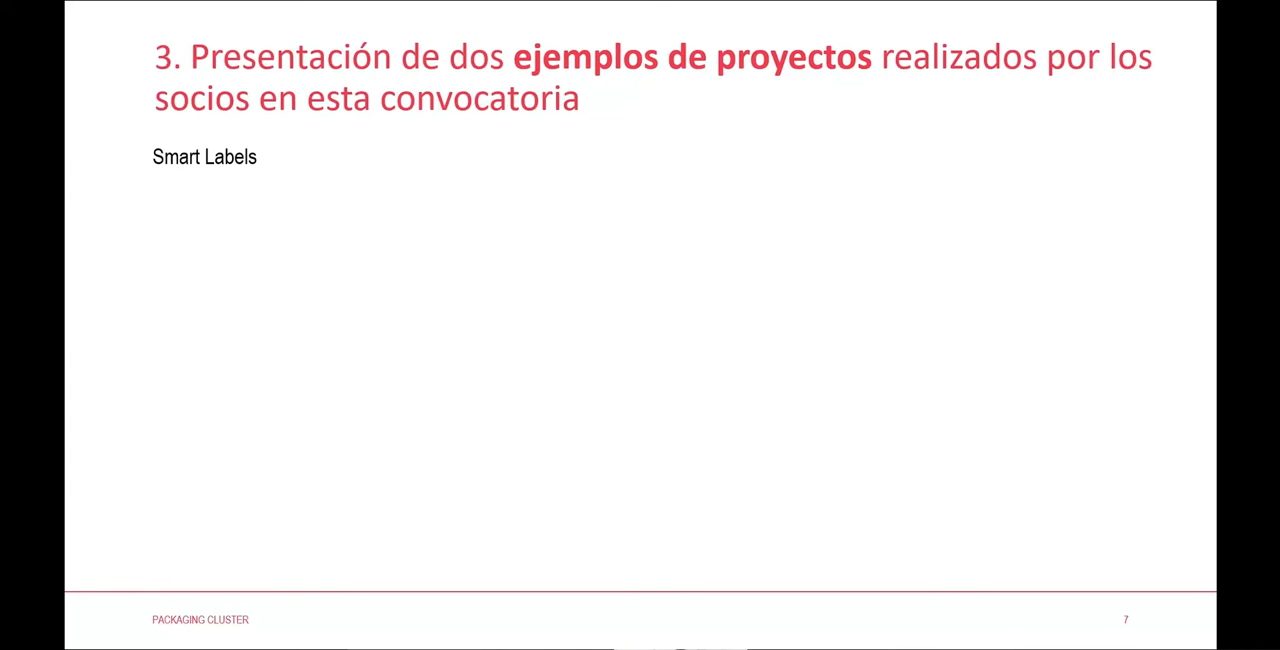 3. Presentación de dos ejemplos de proyectos realizados por los
socios en esta convocatoria
Smart Labels
PACKAGING CLUSTER
7